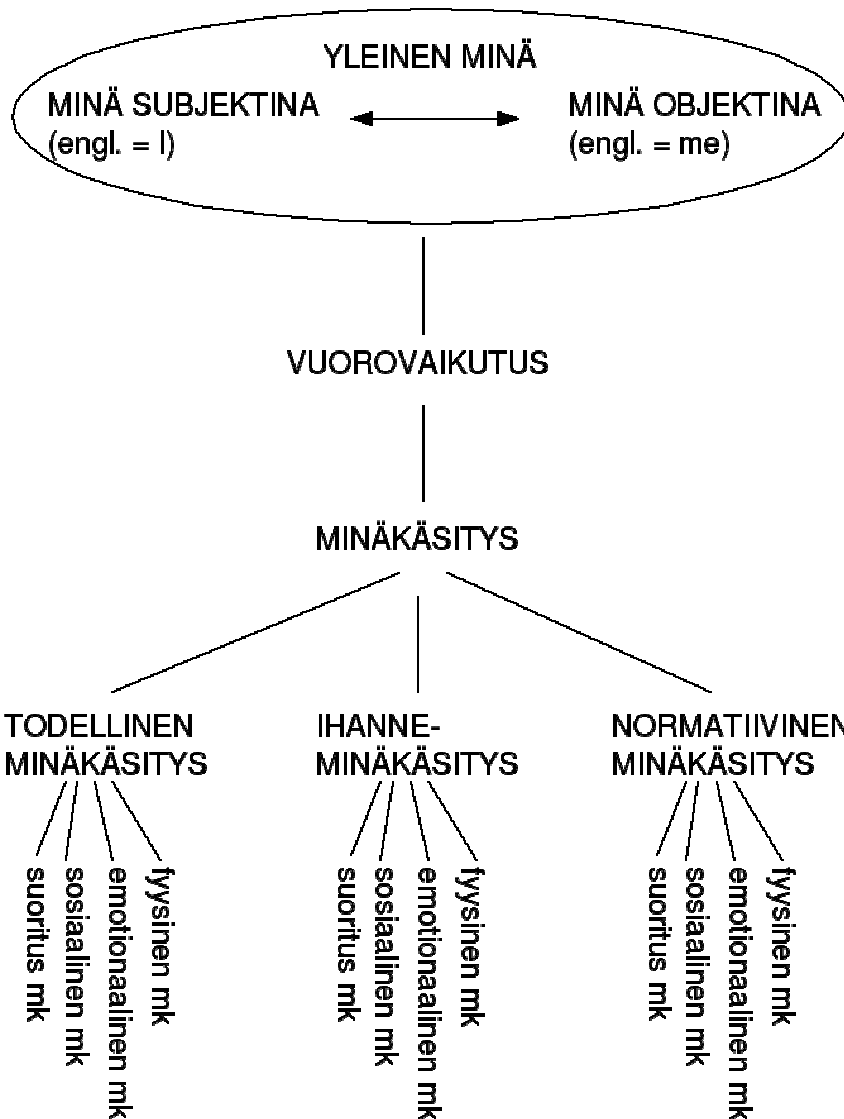 YLEINEN MINÄ
MINÄ SUBJEKTINA
(engl. = I)
MINÄ OBJEKTINA
(engl. = me)
VUOROVAIKUTUS
MINÄKÄSITYS
TODELLINEN
MINÄKÄSITYS
suoritus mk
sosiaalinen mk
emotionaalinen mk
fyysinen mk
IHANNE-
MINÄKÄSITYS
suoritus mk
sosiaalinen mk
emotionaalinen mk
fyysinen mk
NORMATIIVINEN
MINÄKÄSITYS
suoritus mk
sosiaalinen mk
emotionaalinen mk
fyysinen mk